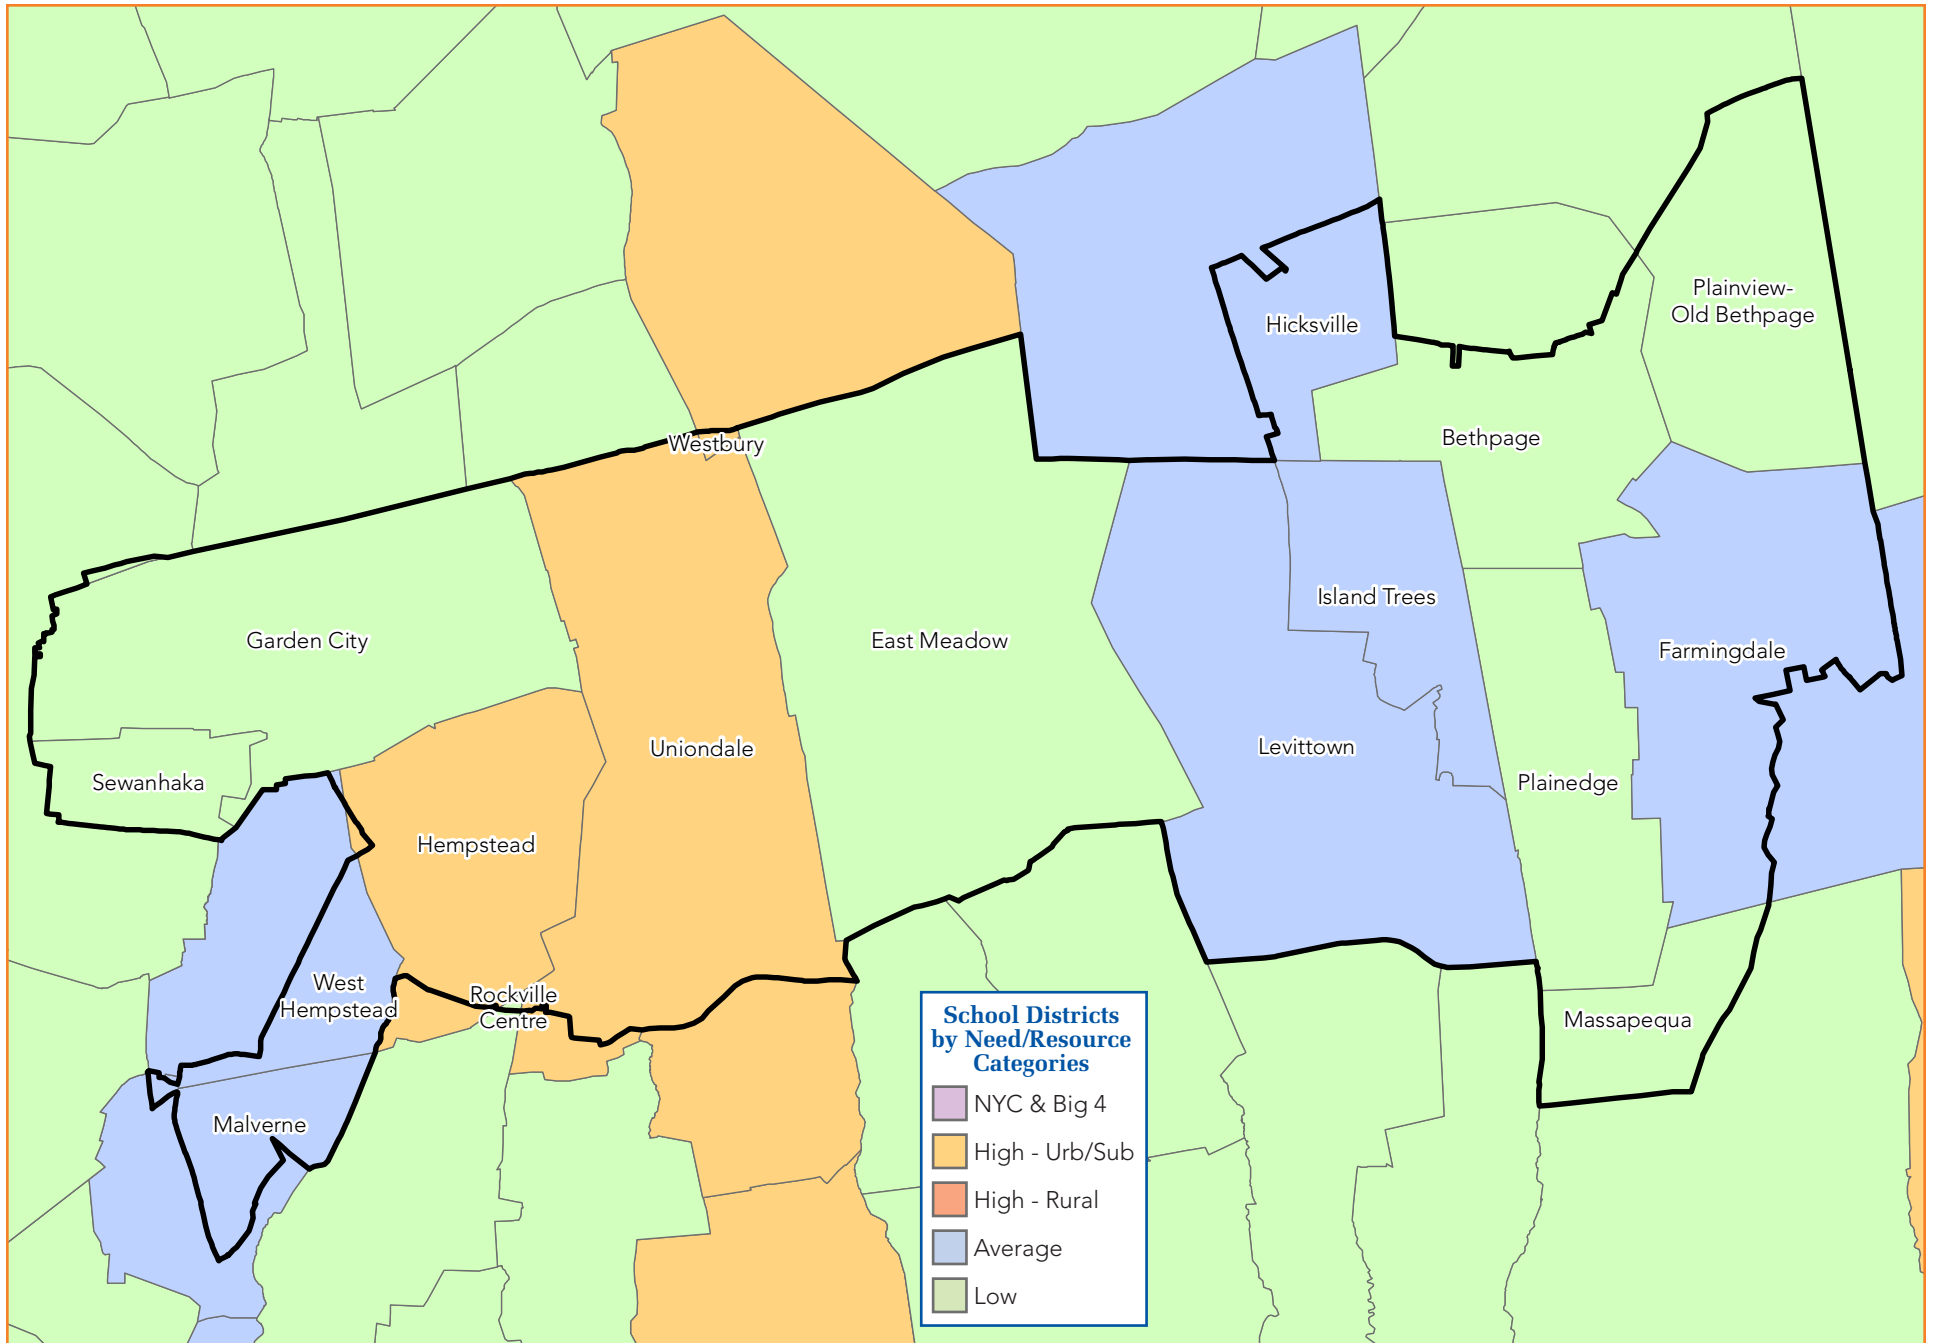 Plainview-
Old Bethpage
Hicksville
Bethpage
Westbury
Island Trees
Garden City
East Meadow
Farmingdale
Uniondale
Levittown
Sewanhaka
Plainedge
Hempstead
West
Hempstead
Rockville
Centre
Massapequa
Malverne
School Districts
by Need/Resource
Categories
NYC & Big 4
High - Urb/Sub
High - Rural
Average
Low